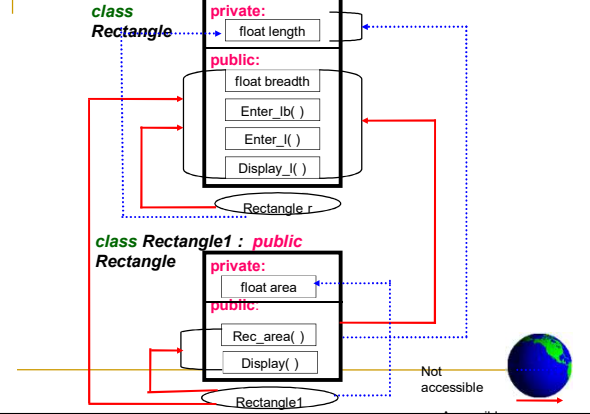 class
Rectangle
private:
float length
public:
float breadth
Enter_lb( )
Enter_l( )
Display_l( )
Rectangle r
class Rectangle1 : public
Rectangle
private:
float area
public:
Rec_area( )
Display( )
Rectangle1
Not
accessible